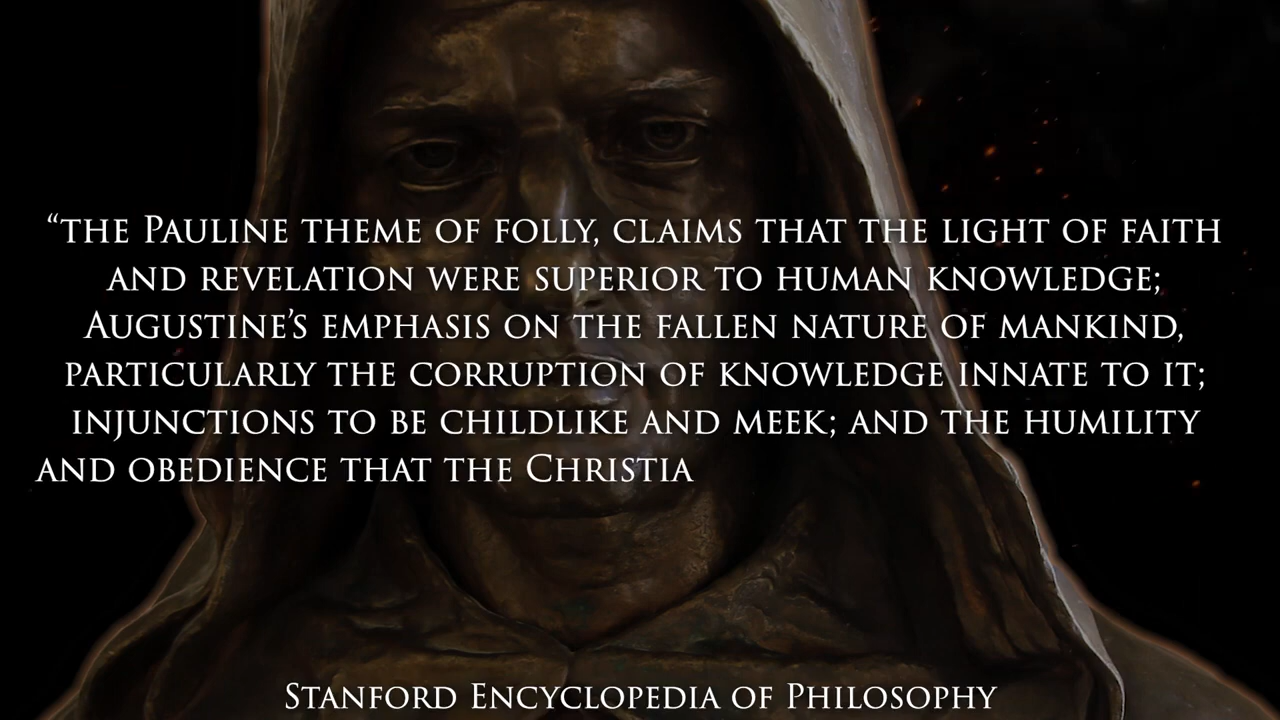 “the Pauline theme of folly, claims that the light of faith
and revelation were superior to human knowledge;
Augustine’s emphasis on the fallen nature of mankind,
particularly the corruption of knowledge innate to it;
injunctions to be childlike and meek; and the humility
and obedience that the Christia
Stanford Encyclopedia of Philosophy